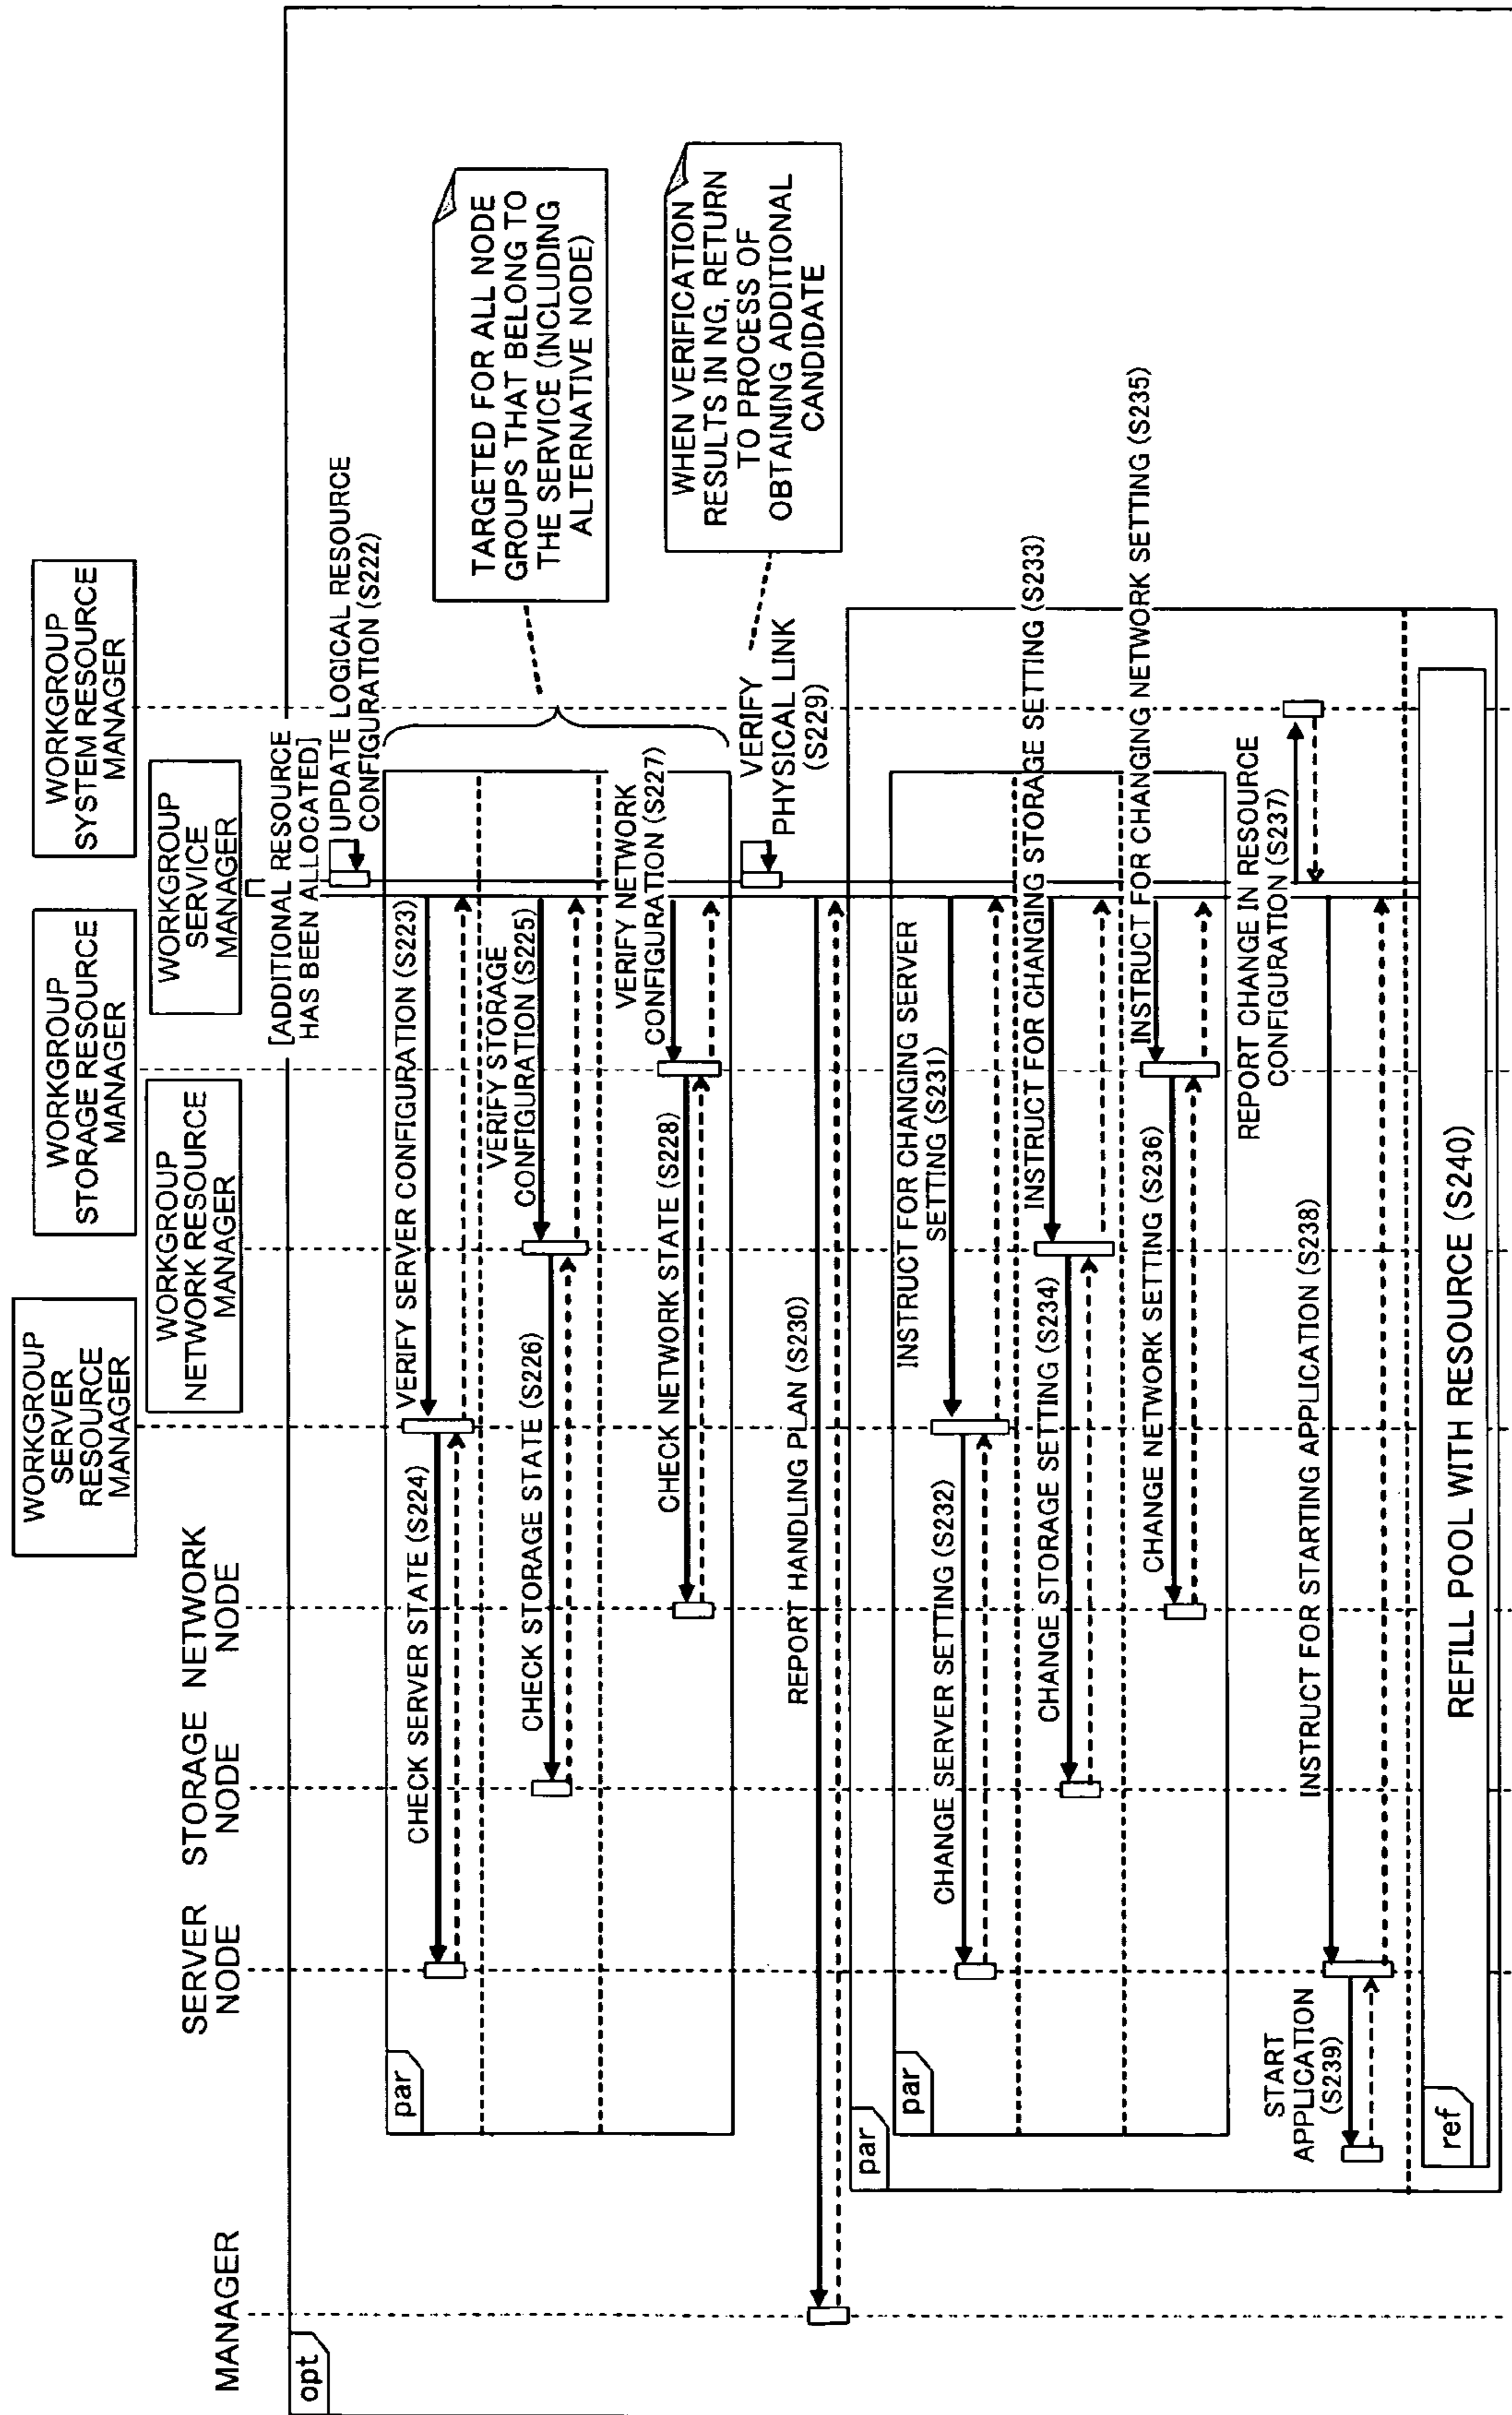 MANAGER
SERVER
NODE
STORAGE
NODE
NETWORK
NODE
WORKGROUP
SERVER
RESOURCE
MANAGER
WORKGROUP
NETWORK RESOURCE
MANAGER
WORKGROUP
STORAGE RESOURCE
MANAGER
WORKGROUP
SERVICE
MANAGER
WORKGROUP
SYSTEM RESOURCE
MANAGER
opt
[ADDITIONAL RESOURCE
HAS BEEN ALLOCATED]
UPDATE LOGICAL RESOURCE
CONFIGURATION (S222)
par
VERIFY SERVER CONFIGURATION (S223)
CHECK SERVER STATE (S224)
VERIFY STORAGE
CONFIGURATION (S225)
CHECK STORAGE STATE (S226)
VERIFY NETWORK
CONFIGURATION (S227)
CHECK NETWORK STATE (S228)
TARGETED FOR ALL NODE
GROUPS THAT BELONG TO
THE SERVICE (INCLUDING
ALTERNATIVE NODE)
VERIFY
PHYSICAL LINK
(S229)
WHEN VERIFICATION
RESULTS IN NG, RETURN
TO PROCESS OF
OBTAINING ADDITIONAL
CANDIDATE
REPORT HANDLING PLAN (S230)
par
par
INSTRUCT FOR CHANGING SERVER
SETTING (S231)
CHANGE SERVER SETTING (S232)
INSTRUCT FOR CHANGING STORAGE SETTING (S233)
CHANGE STORAGE SETTING (S234)
INSTRUCT FOR CHANGING NETWORK SETTING (S235)
CHANGE NETWORK SETTING (S236)
REPORT CHANGE IN RESOURCE
CONFIGURATION (S237)
INSTRUCT FOR STARTING APPLICATION (S238)
START
APPLICATION
(S239)
ref
REFILL POOL WITH RESOURCE (S240)